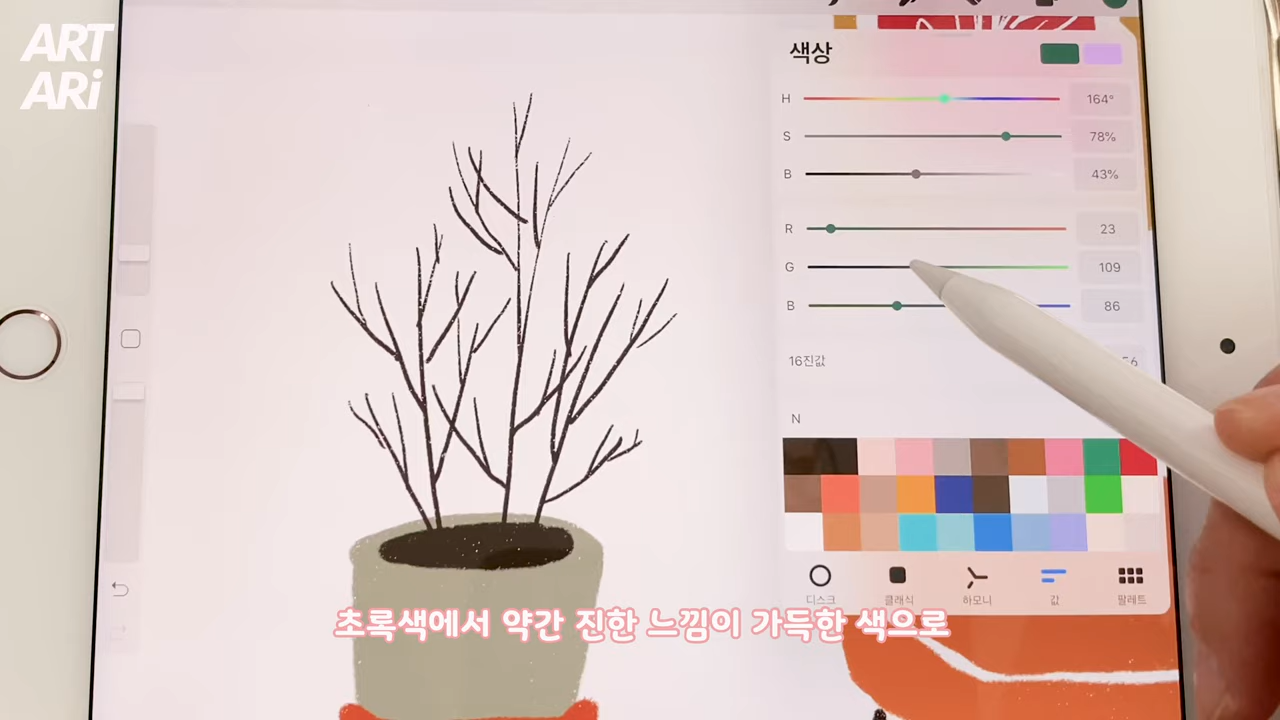 ART
ARi
색상
H 164°
S 78%
B 43%
R 23
G 109
B 86
16진값
N
디스크 클래식 하모니 값 팔레트
초록색에서 약간 진한 느낌이 가득한 색으로